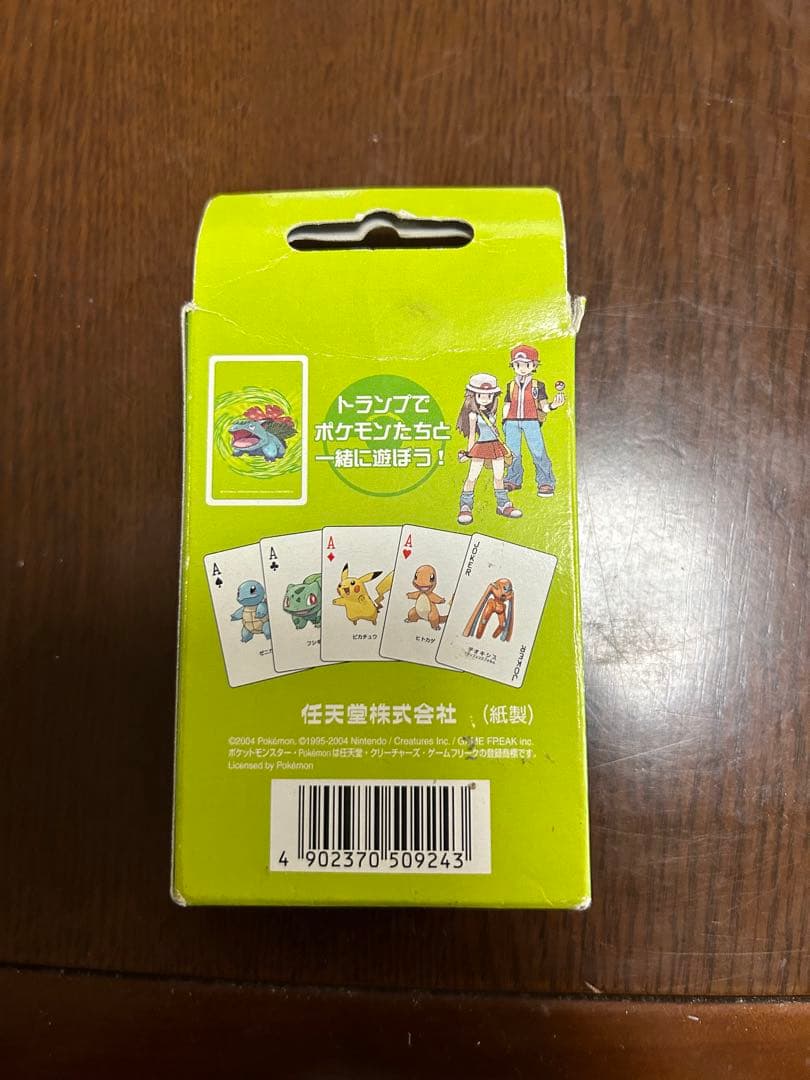 トランプで
ポケモンたちと
一緒に遊ぼう!
A
A
A
A
JOKER
ゼニガ
フシギ
ピカチュウ
ヒトカゲ
デオキシス
JOKER
任天堂株式会社 (紙製)
©2004 Pokémon. ©1995-2004 Nintendo / Creatures Inc. / GAME FREAK inc.
ポケットモンスター・Pokémonは任天堂・クリーチャーズ・ゲームフリークの登録商標です。
Licensed by Pokémon
4 902370 509243